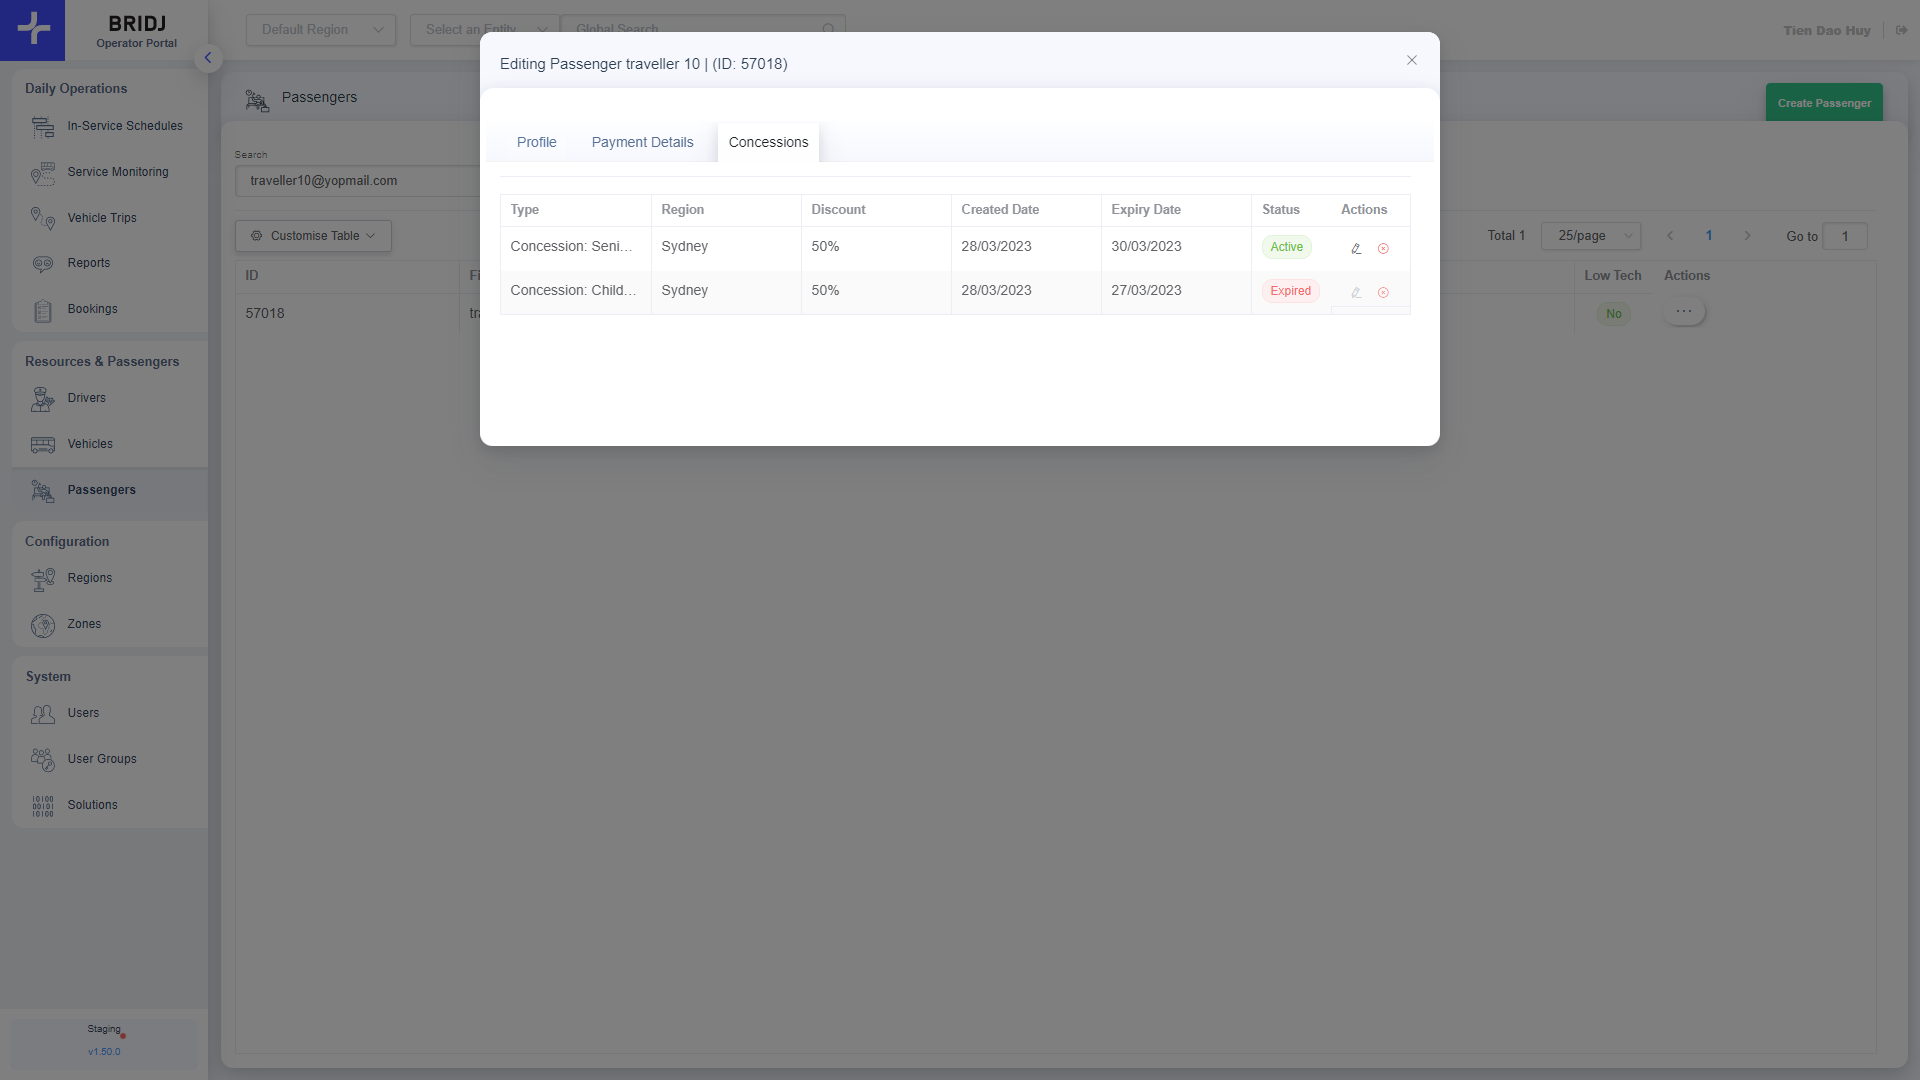 BRIDJ
Operator Portal
Default Region
Select an Entity
Global Search
Tien Dao Huy
Daily Operations
In-Service Schedules
Service Monitoring
Vehicle Trips
Reports
Bookings
Resources & Passengers
Drivers
Vehicles
Passengers
Configuration
Regions
Zones
System
Users
User Groups
Solutions
Staging
v1.50.0
Passengers
Create Passenger
Search
traveller10@yopmail.com
Customise Table
Total 1
25/page
1
Go to
1
ID
Low Tech
Actions
57018
No
Editing Passenger traveller 10 | (ID: 57018)
Profile
Payment Details
Concessions
Type
Region
Discount
Created Date
Expiry Date
Status
Actions
Concession: Seni...
Sydney
50%
28/03/2023
30/03/2023
Active
Concession: Child...
Sydney
50%
28/03/2023
27/03/2023
Expired